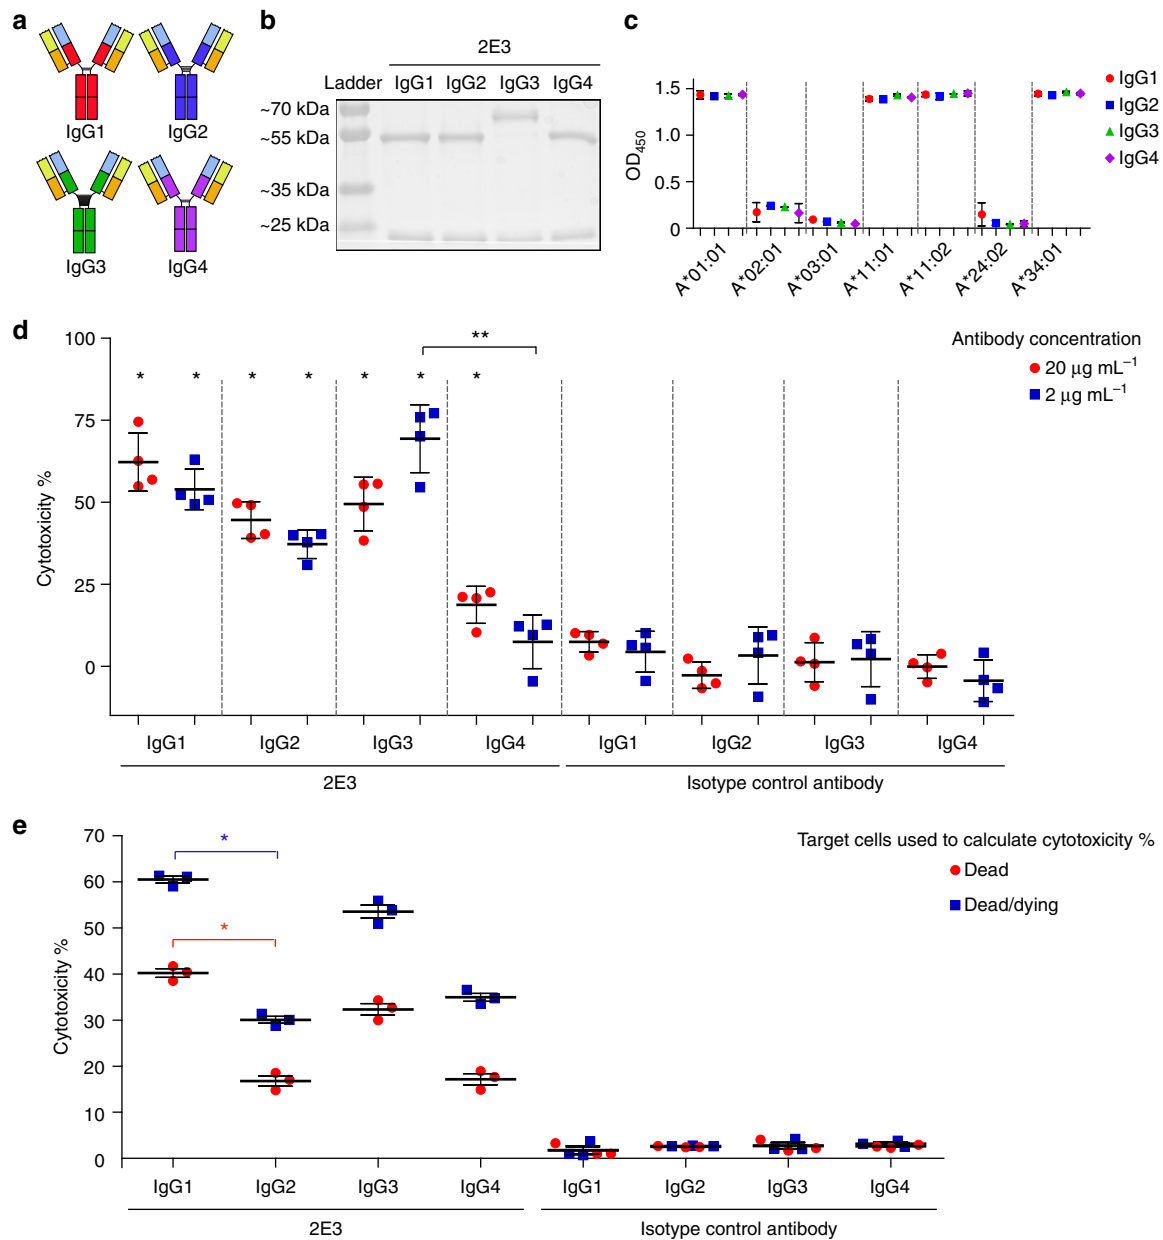 a
IgG1
IgG2
IgG3
IgG4
b
2E3
Ladder
IgG1
IgG2
IgG3
IgG4
~70 kDa
~55 kDa
~35 kDa
~25 kDa
c
OD450
1.5
1.0
0.5
0
A*01:01
A*02:01
A*03:01
A*11:01
A*11:02
A*24:02
A*34:01
IgG1
IgG2
IgG3
IgG4
d
Cytotoxicity %
100
75
50
25
0
* * * * * * *
**
Antibody concentration
20 µg mL−1
2 µg mL−1
IgG1
IgG2
IgG3
IgG4
IgG1
IgG2
IgG3
IgG4
2E3
Isotype control antibody
e
Cytotoxicity %
70
60
50
40
30
20
10
0
*
*
Target cells used to calculate cytotoxicity %
Dead
Dead/dying
IgG1
IgG2
IgG3
IgG4
IgG1
IgG2
IgG3
IgG4
2E3
Isotype control antibody